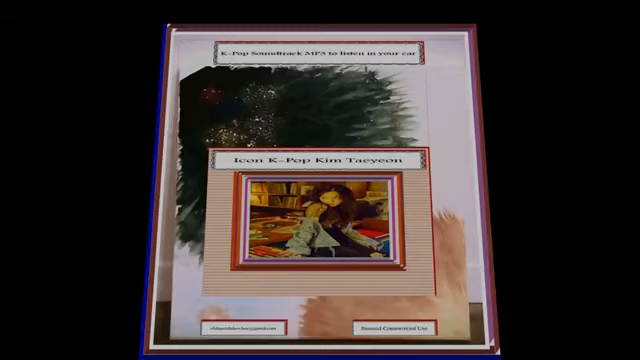 K-Pop Soundtrack MP3 to listen in your car
Icon K-Pop Kim Taeyeon
Banned Commercial Use